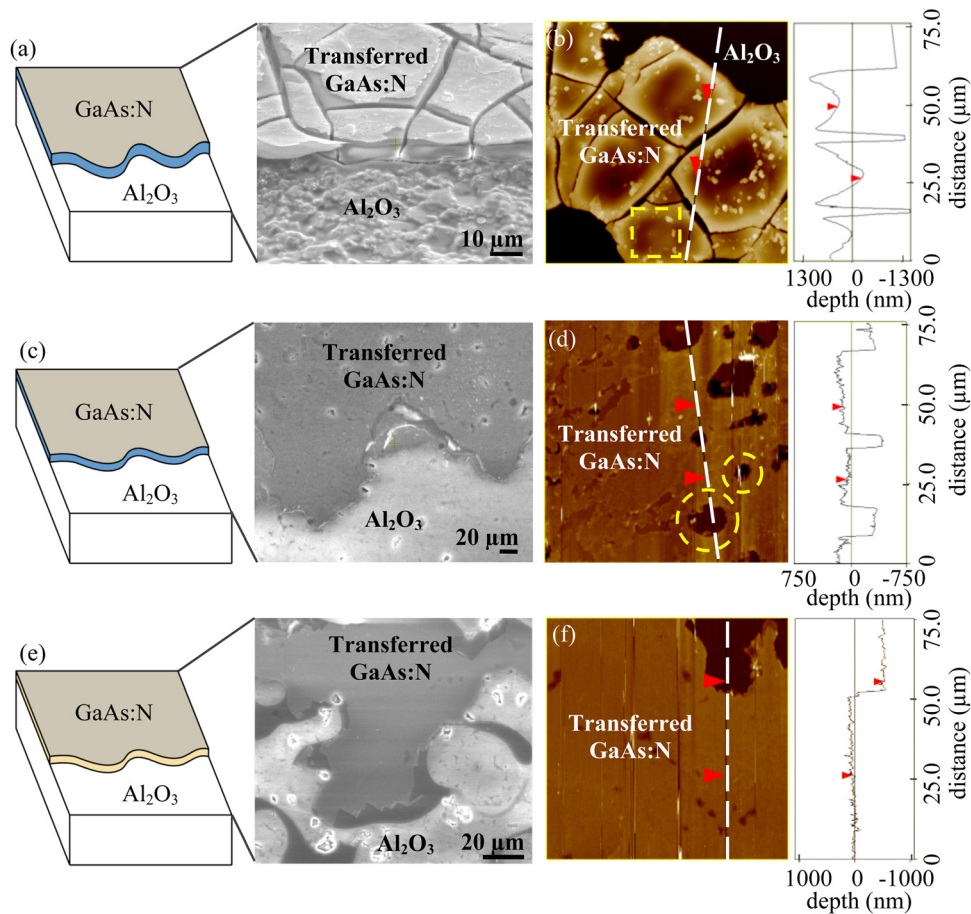 (a)
GaAs:N
Al₂O₃
Transferred
GaAs:N
Al₂O₃
10 µm
(b)
Al₂O₃
Transferred
GaAs:N
0 25.0 50.0 75.0
distance (µm)
1300 0 -1300
depth (nm)
(c)
GaAs:N
Al₂O₃
Transferred
GaAs:N
Al₂O₃
20 µm
(d)
Transferred
GaAs:N
0 25.0 50.0 75.0
distance (µm)
750 0 -750
depth (nm)
(e)
GaAs:N
Al₂O₃
Transferred
GaAs:N
Al₂O₃
20 µm
(f)
Transferred
GaAs:N
0 25.0 50.0 75.0
distance (µm)
1000 0 -1000
depth (nm)